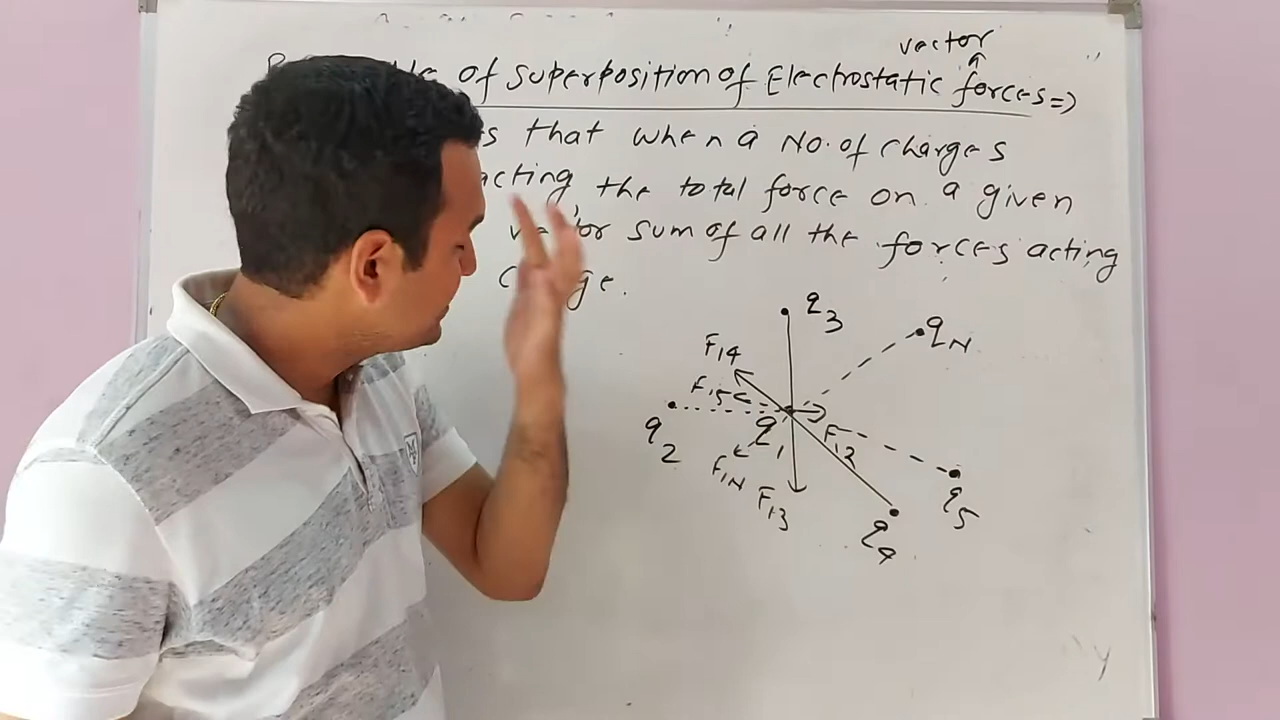 vector
of Superposition of Electrostatic forces=>
that when a No. of charges
acting, the total force on a given
vector sum of all the forces acting
charge.
q3
qN
F14
F15
q2
q1
F12
F1N
F13
q5
q4